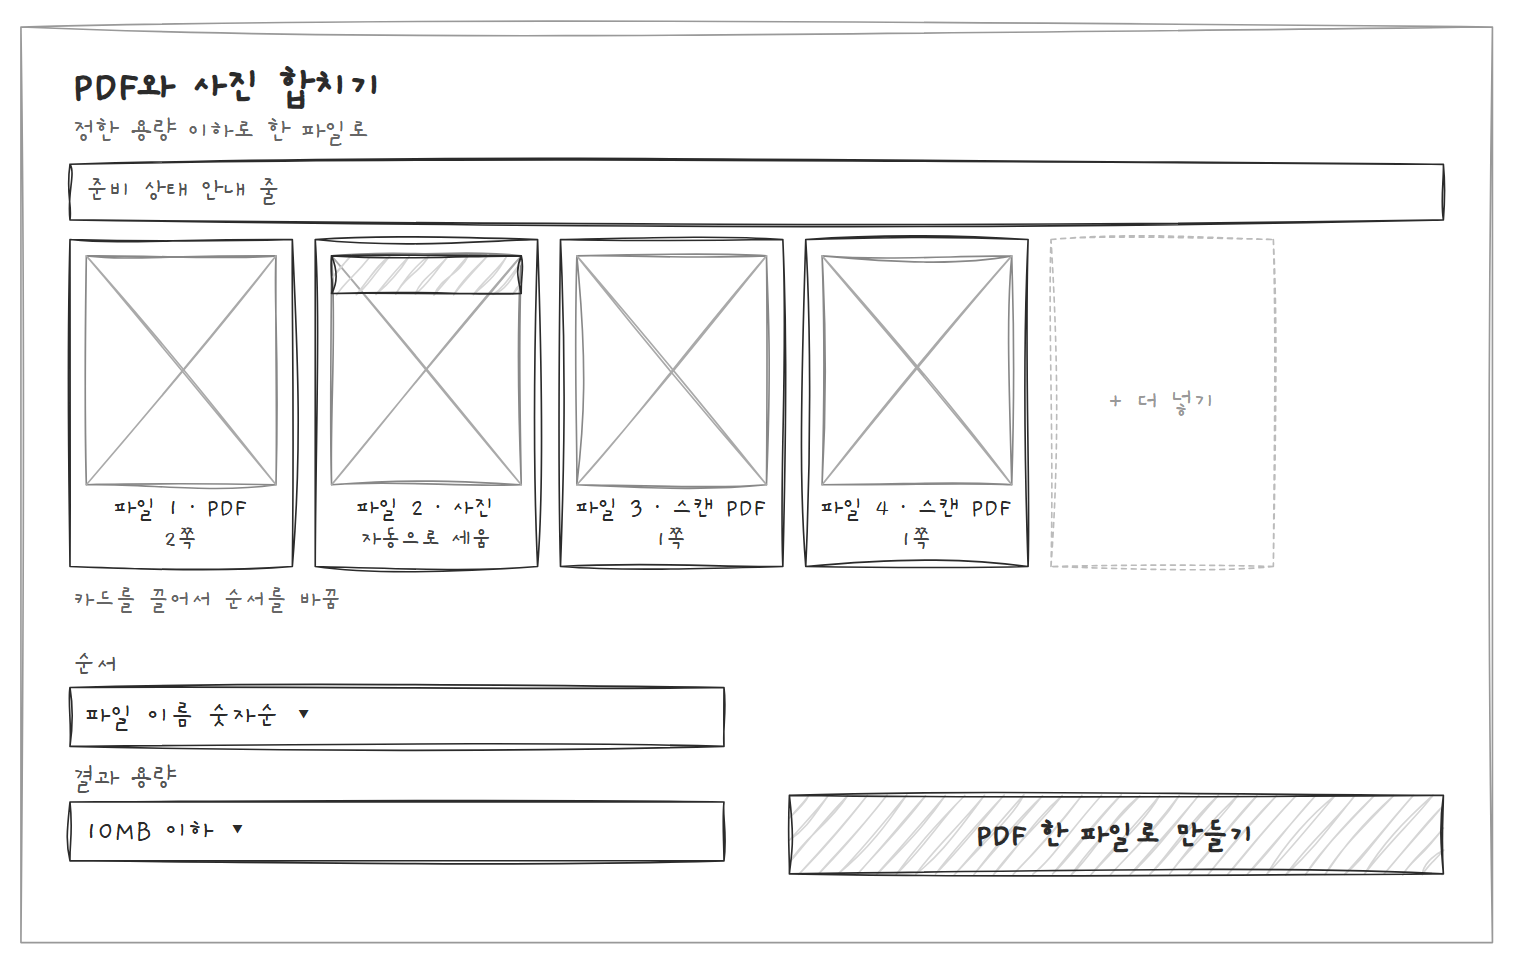 PDF와 사진 합치기
정한 용량 이하로 한 파일로
준비 상태 안내 줄
파일 1 · PDF
2쪽
파일 2 · 사진
자동으로 세움
파일 3 · 스캔 PDF
1쪽
파일 4 · 스캔 PDF
1쪽
+ 더 넣기
카드를 끌어서 순서를 바꿈
순서
파일 이름 숫자순 ▼
결과 용량
10MB 이하 ▼
PDF 한 파일로 만들기